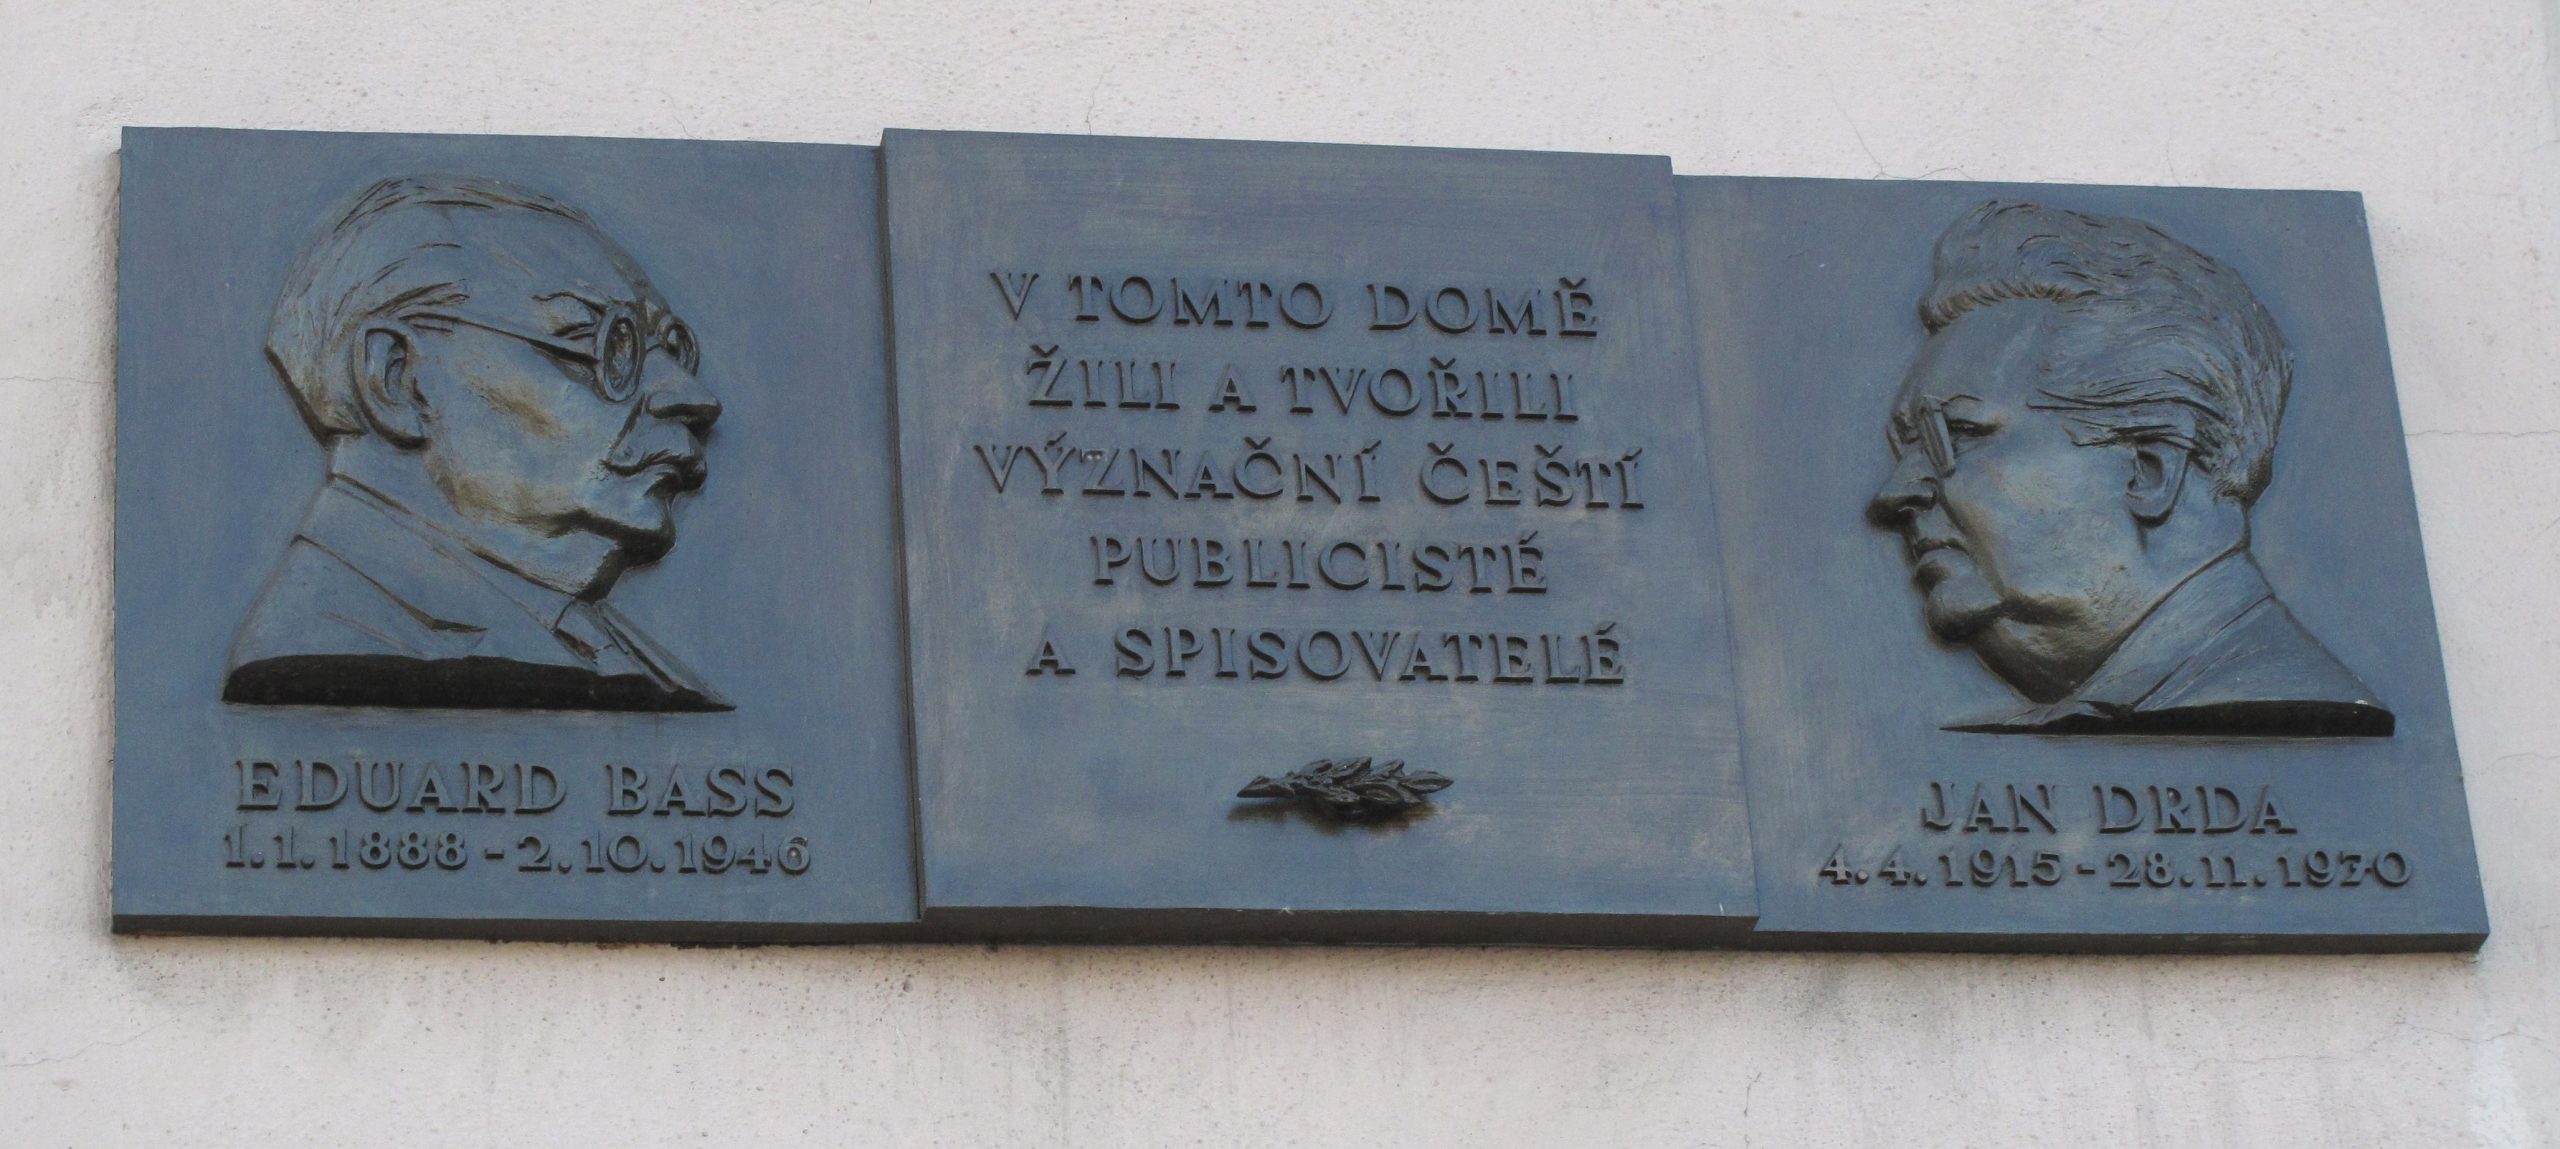 EDUARD BASS
1.1.1888 - 2.10.1946
V TOMTO DOMĚ
ŽILI A TVOŘILI
VÝZNAČNÍ ČEŠTÍ
PUBLICISTÉ
A SPISOVATELÉ
JAN DRDA
4.4.1915 - 28.11.1970